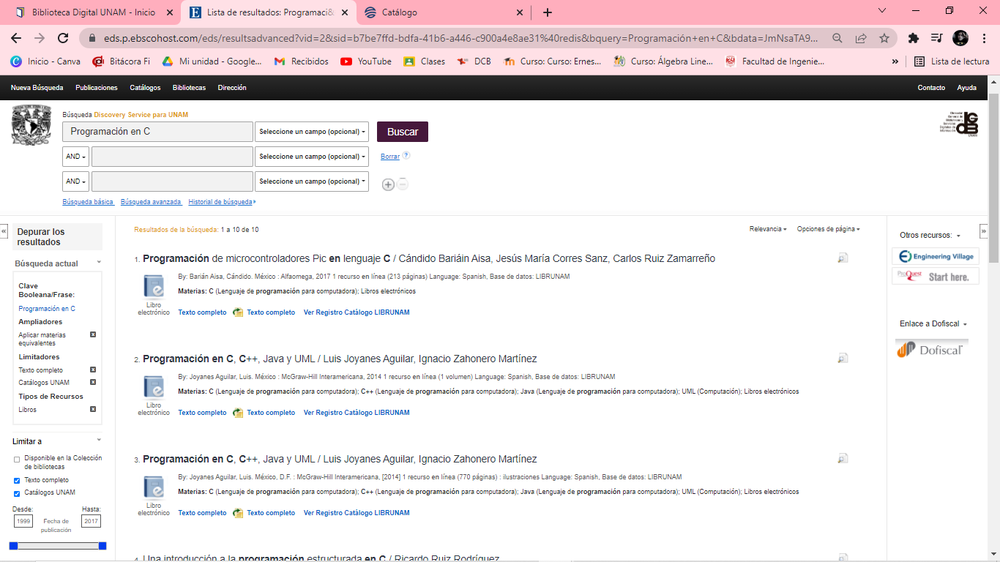 Biblioteca Digital UNAM - Inicio
Lista de resultados: Programaci&
Catálogo
eds.p.ebscohost.com/eds/resultsadvanced?vid=2&sid=b7be7ffd-bdfa-41b6-a446-c900a4e8ae31%40redis&bquery=Programación+en+C&bdata=JmNsaTA9...
Inicio - Canva
Bitácora Fi
Mi unidad - Google...
Recibidos
YouTube
Clases
DCB
Curso: Curso: Ernes...
Curso: Álgebra Line...
Facultad de Ingenie...
»
Lista de lectura
Nueva Búsqueda Publicaciones Catálogos Bibliotecas Dirección Contacto Ayuda
Búsqueda Discovery Service para UNAM
Programación en C Seleccione un campo (opcional) Buscar
AND Seleccione un campo (opcional) Borrar ?
AND Seleccione un campo (opcional)
Búsqueda básica Búsqueda avanzada Historial de búsqueda
«
Depurar los
resultados
Búsqueda actual
Clave
Booleana/Frase:
Programación en C
Ampliadores
Aplicar materias
equivalentes
Limitadores
Texto completo
Catálogos UNAM
Tipos de Recursos
Libros
Limitar a
Disponible en la Colección
de bibliotecas
Texto completo
Catálogos UNAM
Desde: Hasta:
1999 Fecha de 2017
publicación
Resultados de la búsqueda: 1 a 10 de 10 Relevancia Opciones de página
1. Programación de microcontroladores Pic en lenguaje C / Cándido Bariáin Aisa, Jesús María Corres Sanz, Carlos Ruiz Zamarreño
By: Barián Aisa, Cándido. México : Alfaomega, 2017 1 recurso en línea (213 páginas) Language: Spanish, Base de datos: LIBRUNAM
Materias: C (Lenguaje de programación para computadora); Libros electrónicos
Libro
electrónico
Texto completo Texto completo Ver Registro Catálogo LIBRUNAM
2. Programación en C, C++, Java y UML / Luis Joyanes Aguilar, Ignacio Zahonero Martínez
By: Joyanes Aguilar, Luis. México : McGraw-Hill Interamericana, 2014 1 recurso en línea (1 volumen) Language: Spanish, Base de datos: LIBRUNAM
Materias: C (Lenguaje de programación para computadora); C++ (Lenguaje de programación para computadora); Java (Lenguaje de programación para computadora); UML (Computación); Libros electrónicos
Libro
electrónico
Texto completo Texto completo Ver Registro Catálogo LIBRUNAM
3. Programación en C, C++, Java y UML / Luis Joyanes Aguilar, Ignacio Zahonero Martínez
By: Joyanes Aguilar, Luis. México, D.F. : McGraw-Hill Interamericana, [2014] 1 recurso en línea (770 páginas) : ilustraciones Language: Spanish, Base de datos: LIBRUNAM
Materias: C (Lenguaje de programación para computadora); C++ (Lenguaje de programación para computadora); Java (Lenguaje de programación para computadora); UML (Computación); Libros electrónicos
Libro
electrónico
Texto completo Texto completo Ver Registro Catálogo LIBRUNAM
4. Una introducción a la programación estructurada en C / Ricardo Ruiz Rodríguez
»
Otros recursos:
Engineering Village
ProQuest Start here.
Enlace a Dofiscal
Dofiscal